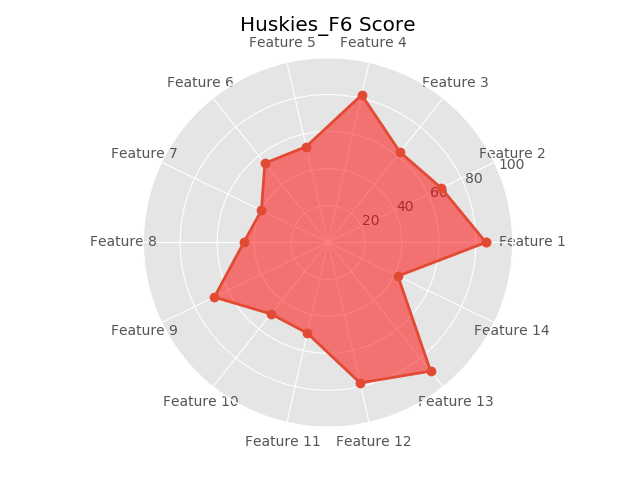 Huskies_F6 Score
Feature 5
Feature 4
Feature 6
Feature 3
Feature 7
Feature 2
100
80
60
40
20
Feature 8
Feature 1
Feature 9
Feature 14
Feature 10
Feature 13
Feature 11
Feature 12